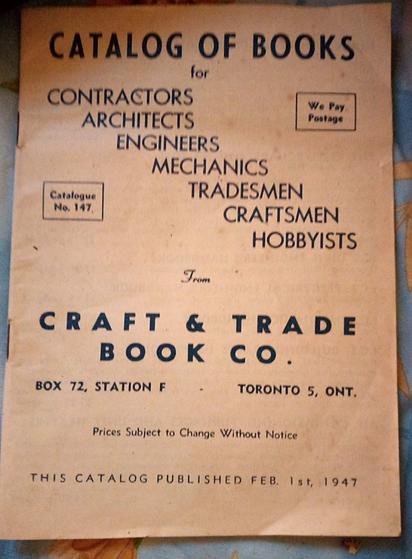 CATALOG OF BOOKS
for
CONTRACTORS
ARCHITECTS
ENGINEERS
MECHANICS
TRADESMEN
CRAFTSMEN
HOBBYISTS
We Pay
Postage
Catalogue
No. 147
From
CRAFT & TRADE
BOOK CO.
BOX 72, STATION F - TORONTO 5, ONT.
Prices Subject to Change Without Notice
THIS CATALOG PUBLISHED FEB. 1st, 1947